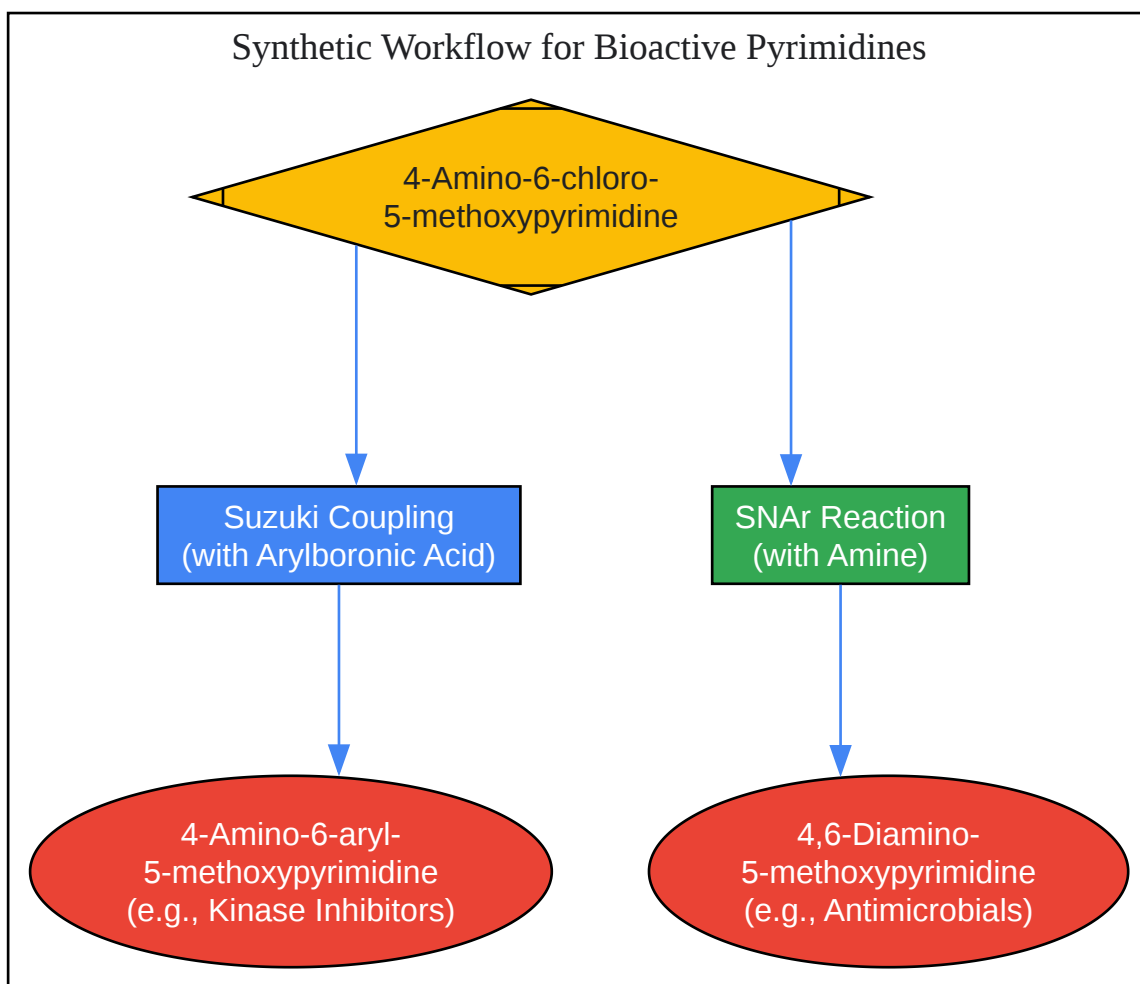 Synthetic Workflow for Bioactive Pyrimidines
4-Amino-6-chloro-
5-methoxypyrimidine
Suzuki Coupling
(with Arylboronic Acid)
SNAr Reaction
(with Amine)
4-Amino-6-aryl-
5-methoxypyrimidine
(e.g., Kinase Inhibitors)
4,6-Diamino-
5-methoxypyrimidine
(e.g., Antimicrobials)